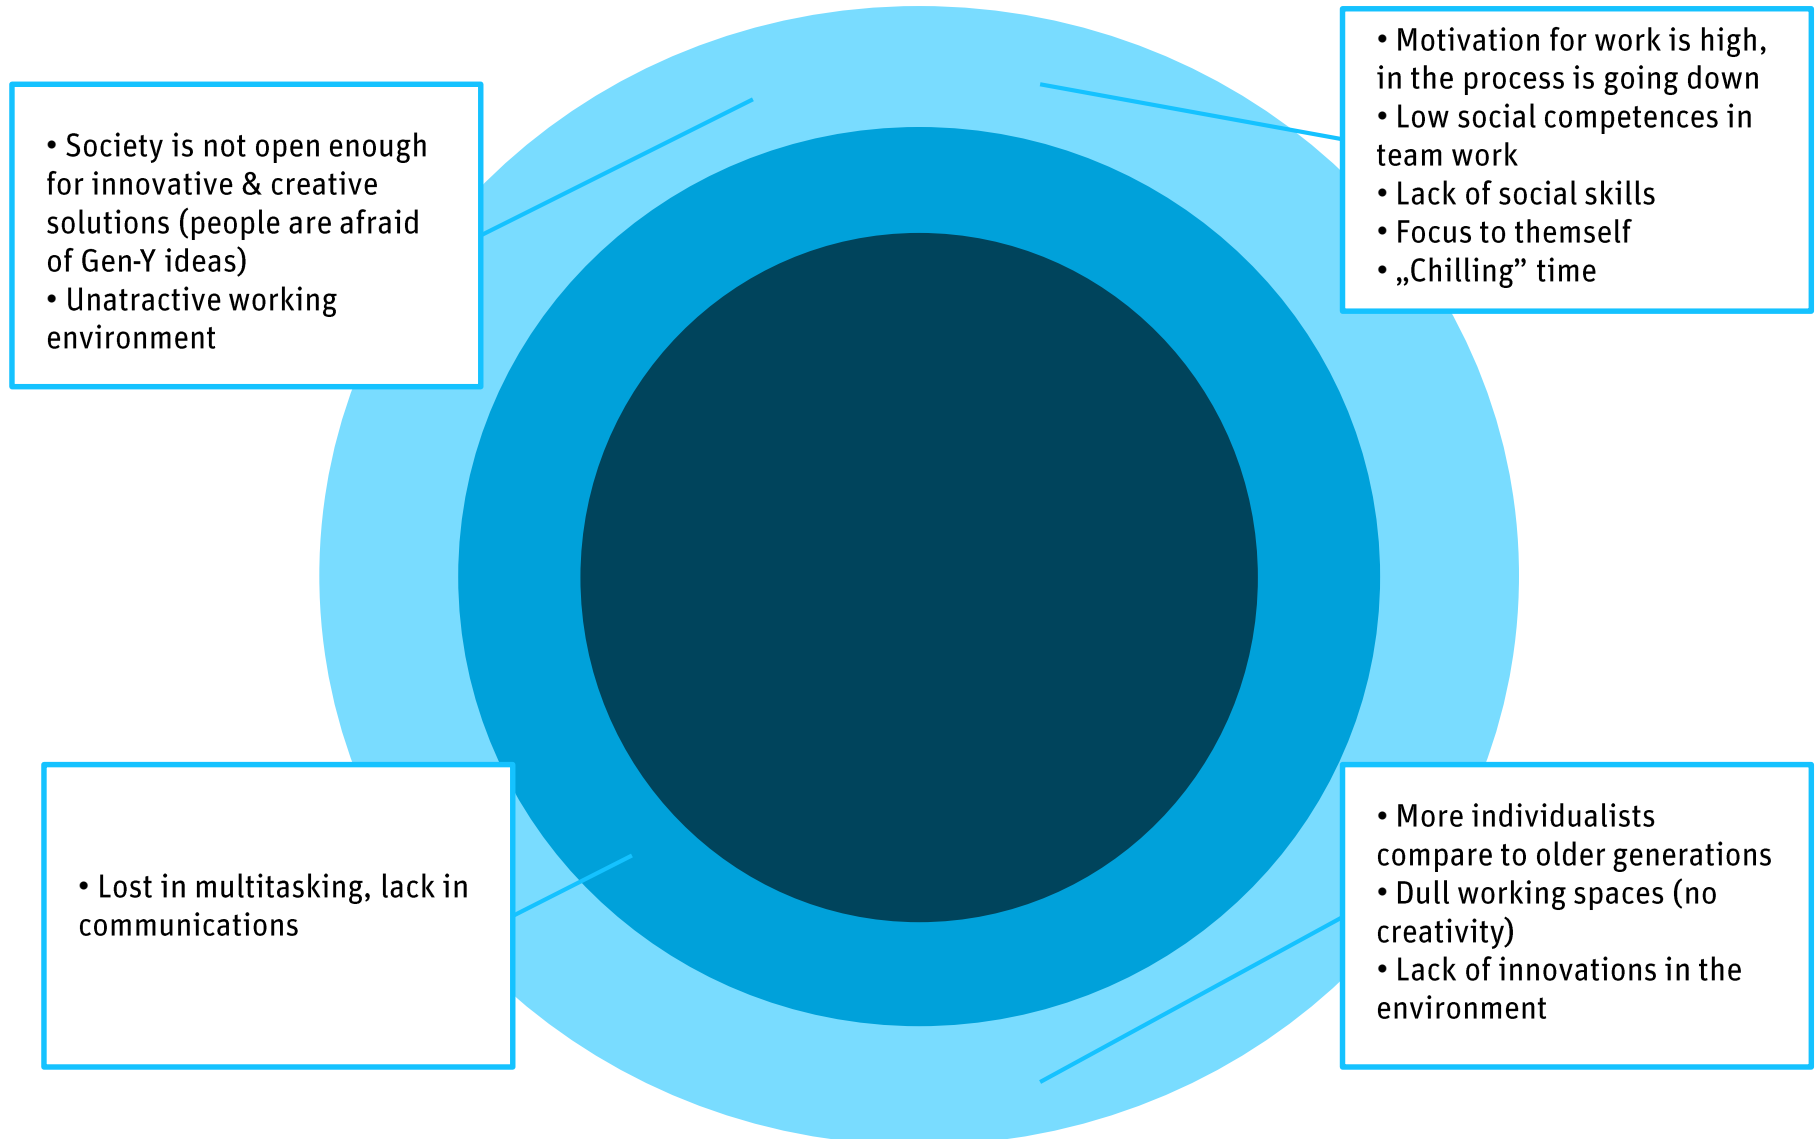 • Society is not open enough
for innovative & creative
solutions (people are afraid
of Gen-Y ideas)
• Unatractive working
environment
• Motivation for work is high,
in the process is going down
• Low social competences in
team work
• Lack of social skills
• Focus to themself
• „Chilling” time
• Lost in multitasking, lack in
communications
• More individualists
compare to older generations
• Dull working spaces (no
creativity)
• Lack of innovations in the
environment